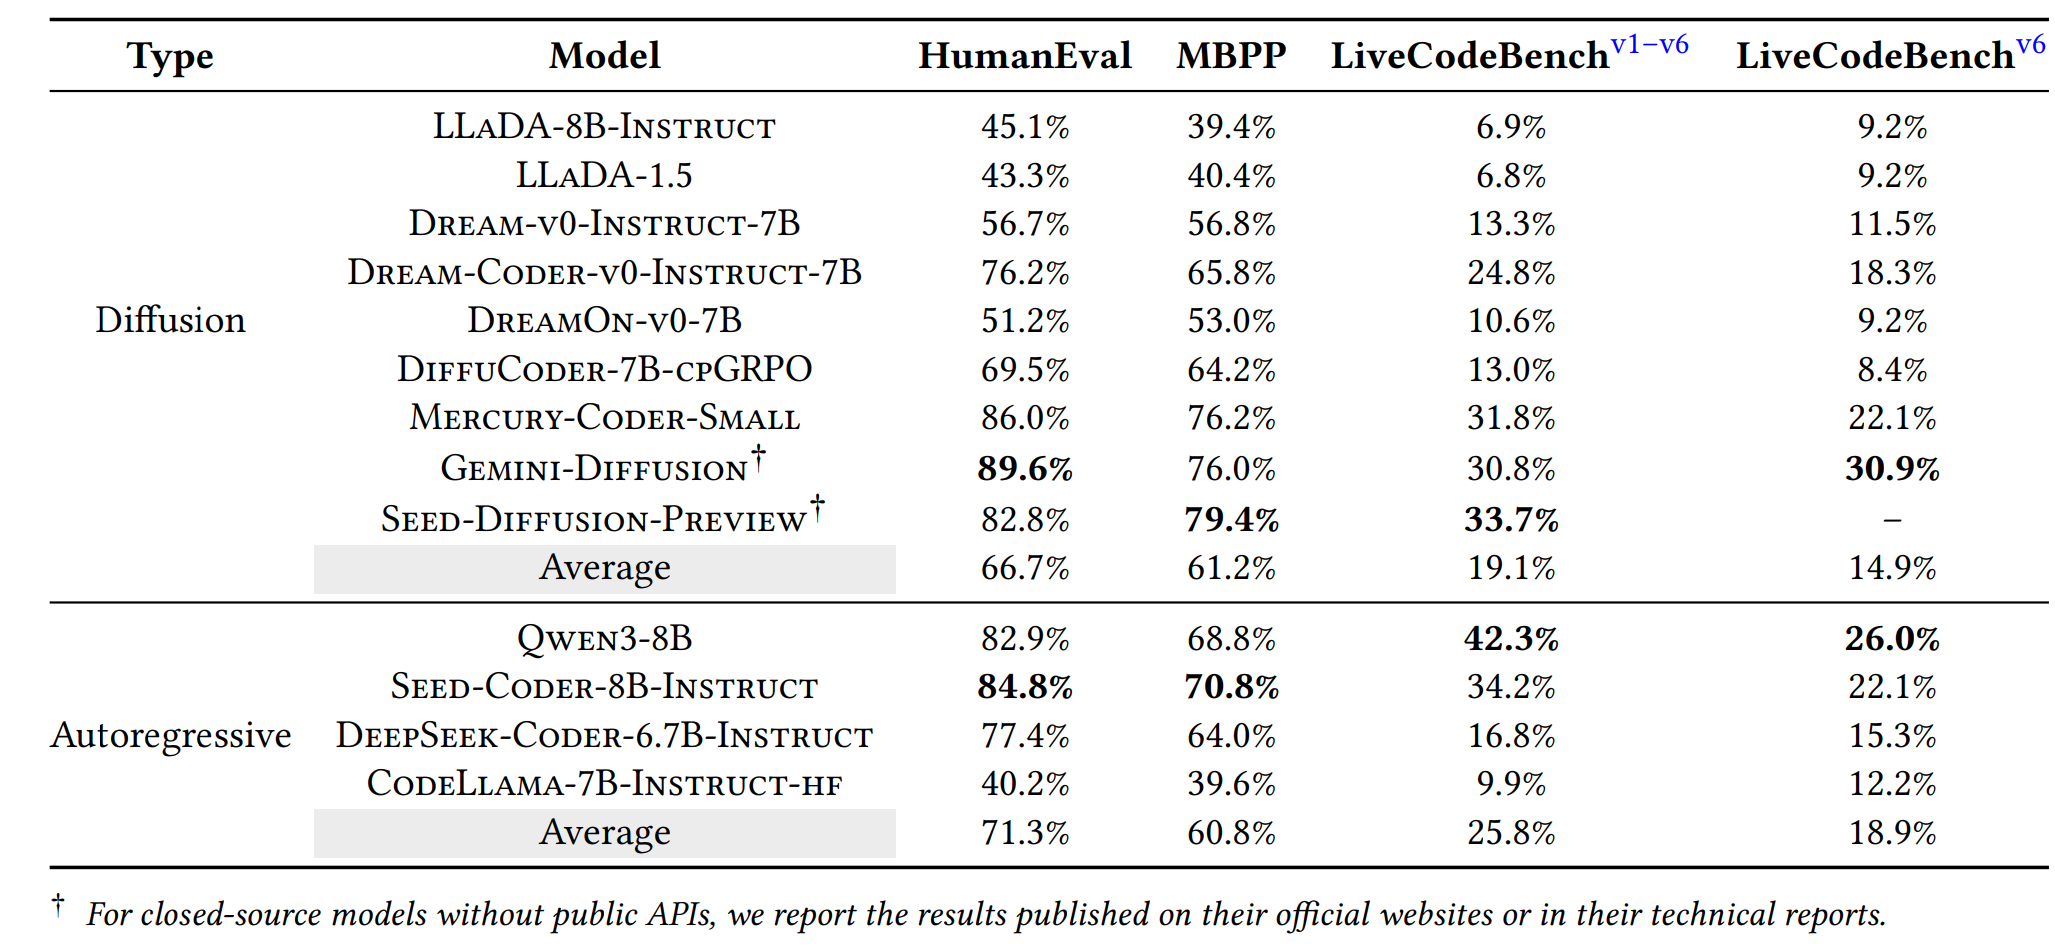 Type Model HumanEval MBPP LiveCodeBench v1–v6 LiveCodeBench v6
LLaDA-8B-Instruct 45.1% 39.4% 6.9% 9.2%
LLaDA-1.5 43.3% 40.4% 6.8% 9.2%
Dream-v0-Instruct-7B 56.7% 56.8% 13.3% 11.5%
Dream-Coder-v0-Instruct-7B 76.2% 65.8% 24.8% 18.3%
Diffusion DreamOn-v0-7B 51.2% 53.0% 10.6% 9.2%
DiffuCoder-7B-cpGRPO 69.5% 64.2% 13.0% 8.4%
Mercury-Coder-Small 86.0% 76.2% 31.8% 22.1%
Gemini-Diffusion† 89.6% 76.0% 30.8% 30.9%
Seed-Diffusion-Preview† 82.8% 79.4% 33.7% –
Average 66.7% 61.2% 19.1% 14.9%
Qwen3-8B 82.9% 68.8% 42.3% 26.0%
Seed-Coder-8B-Instruct 84.8% 70.8% 34.2% 22.1%
Autoregressive DeepSeek-Coder-6.7B-Instruct 77.4% 64.0% 16.8% 15.3%
CodeLlama-7B-Instruct-hf 40.2% 39.6% 9.9% 12.2%
Average 71.3% 60.8% 25.8% 18.9%
† For closed-source models without public APIs, we report the results published on their official websites or in their technical reports.